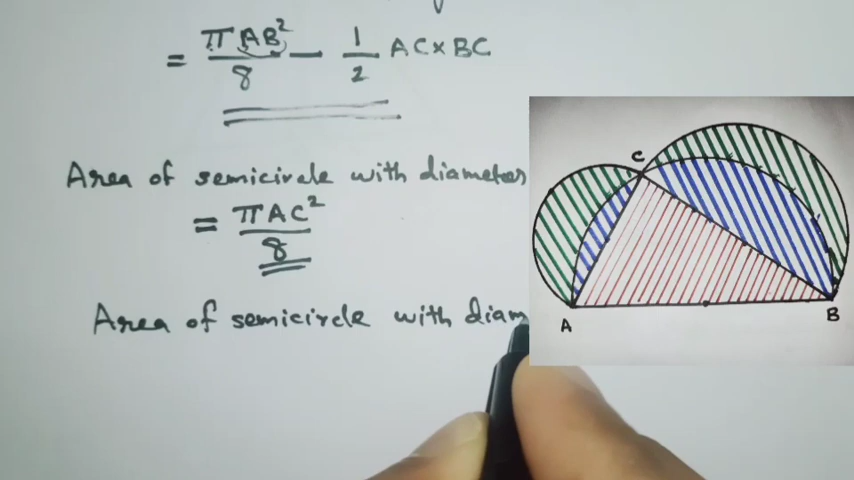 = πAB²/8 — 1/2 AC×BC
Area of semicircle with diameter
= πAC²/8
Area of semicircle with diam
C
A
B